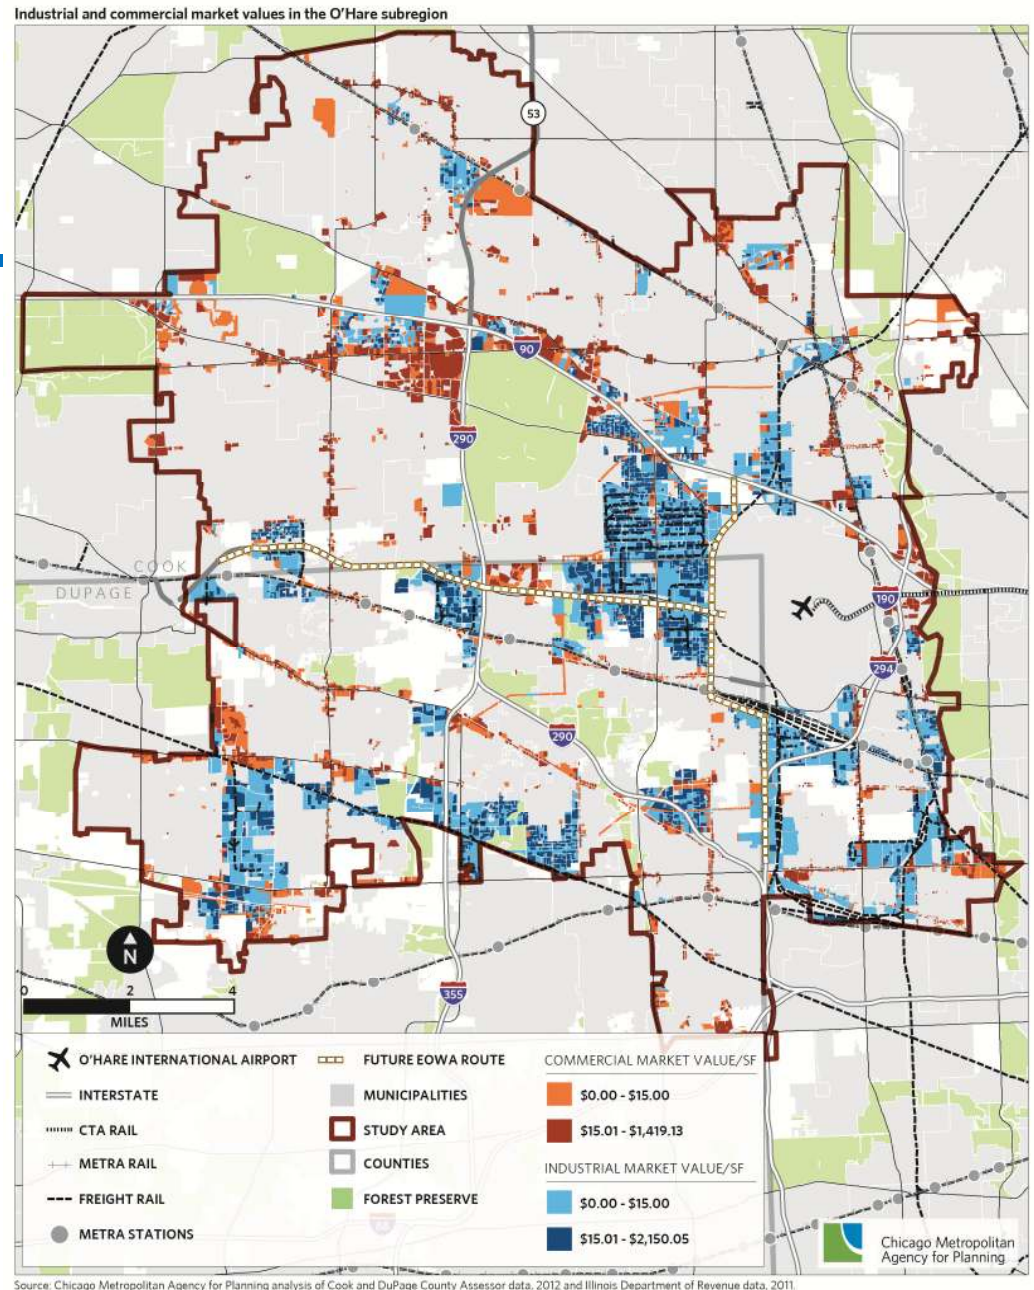 Industrial and commercial market values in the O'Hare subregion
53
90
290
COOK
DUPAGE
190
294
290
N
355
0 2 4
MILES
O'HARE INTERNATIONAL AIRPORT
INTERSTATE
CTA RAIL
METRA RAIL
FREIGHT RAIL
METRA STATIONS
FUTURE EOWA ROUTE
MUNICIPALITIES
STUDY AREA
COUNTIES
FOREST PRESERVE
COMMERCIAL MARKET VALUE/SF
$0.00 - $15.00
$15.01 - $1,419.13
INDUSTRIAL MARKET VALUE/SF
$0.00 - $15.00
$15.01 - $2,150.05
Chicago Metropolitan
Agency for Planning
Source: Chicago Metropolitan Agency for Planning analysis of Cook and DuPage County Assessor data, 2012 and Illinois Department of Revenue data, 2011.